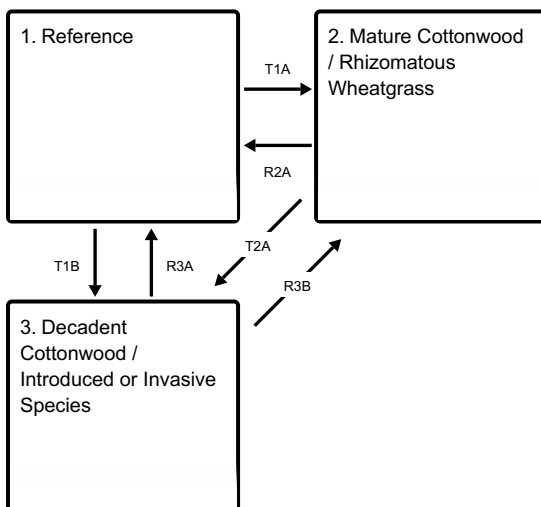 1. Reference
2. Mature Cottonwood
/ Rhizomatous
Wheatgrass
T1A
R2A
T1B
R3A
T2A
R3B
3. Decadent
Cottonwood /
Introduced or Invasive
Species